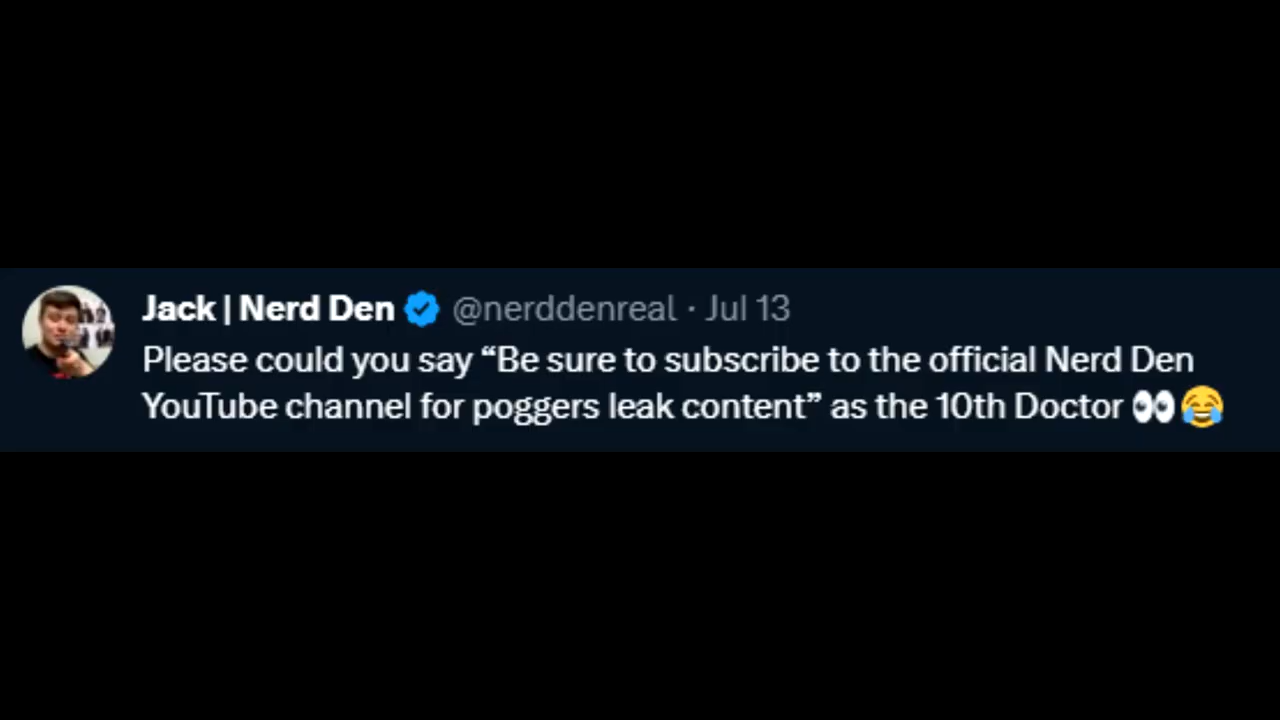 Jack | Nerd Den @nerddenreal · Jul 13
Please could you say “Be sure to subscribe to the official Nerd Den
YouTube channel for poggers leak content” as the 10th Doctor 👀😂